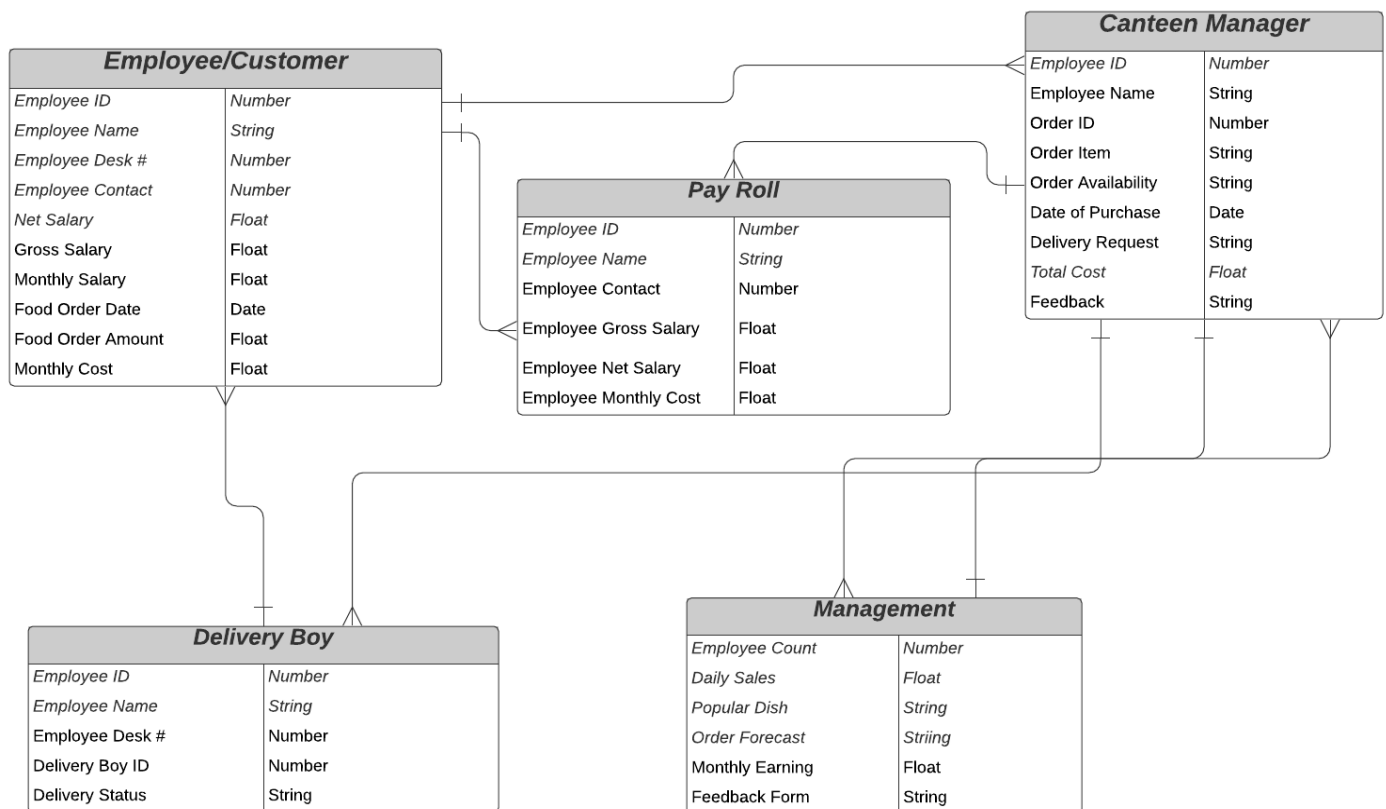 Employee/Customer
Employee ID Number
Employee Name String
Employee Desk # Number
Employee Contact Number
Net Salary Float
Gross Salary Float
Monthly Salary Float
Food Order Date Date
Food Order Amount Float
Monthly Cost Float
Canteen Manager
Employee ID Number
Employee Name String
Order ID Number
Order Item String
Order Availability String
Date of Purchase Date
Delivery Request String
Total Cost Float
Feedback String
Pay Roll
Employee ID Number
Employee Name String
Employee Contact Number
Employee Gross Salary Float
Employee Net Salary Float
Employee Monthly Cost Float
Delivery Boy
Employee ID Number
Employee Name String
Employee Desk # Number
Delivery Boy ID Number
Delivery Status String
Management
Employee Count Number
Daily Sales Float
Popular Dish String
Order Forecast Striing
Monthly Earning Float
Feedback Form String